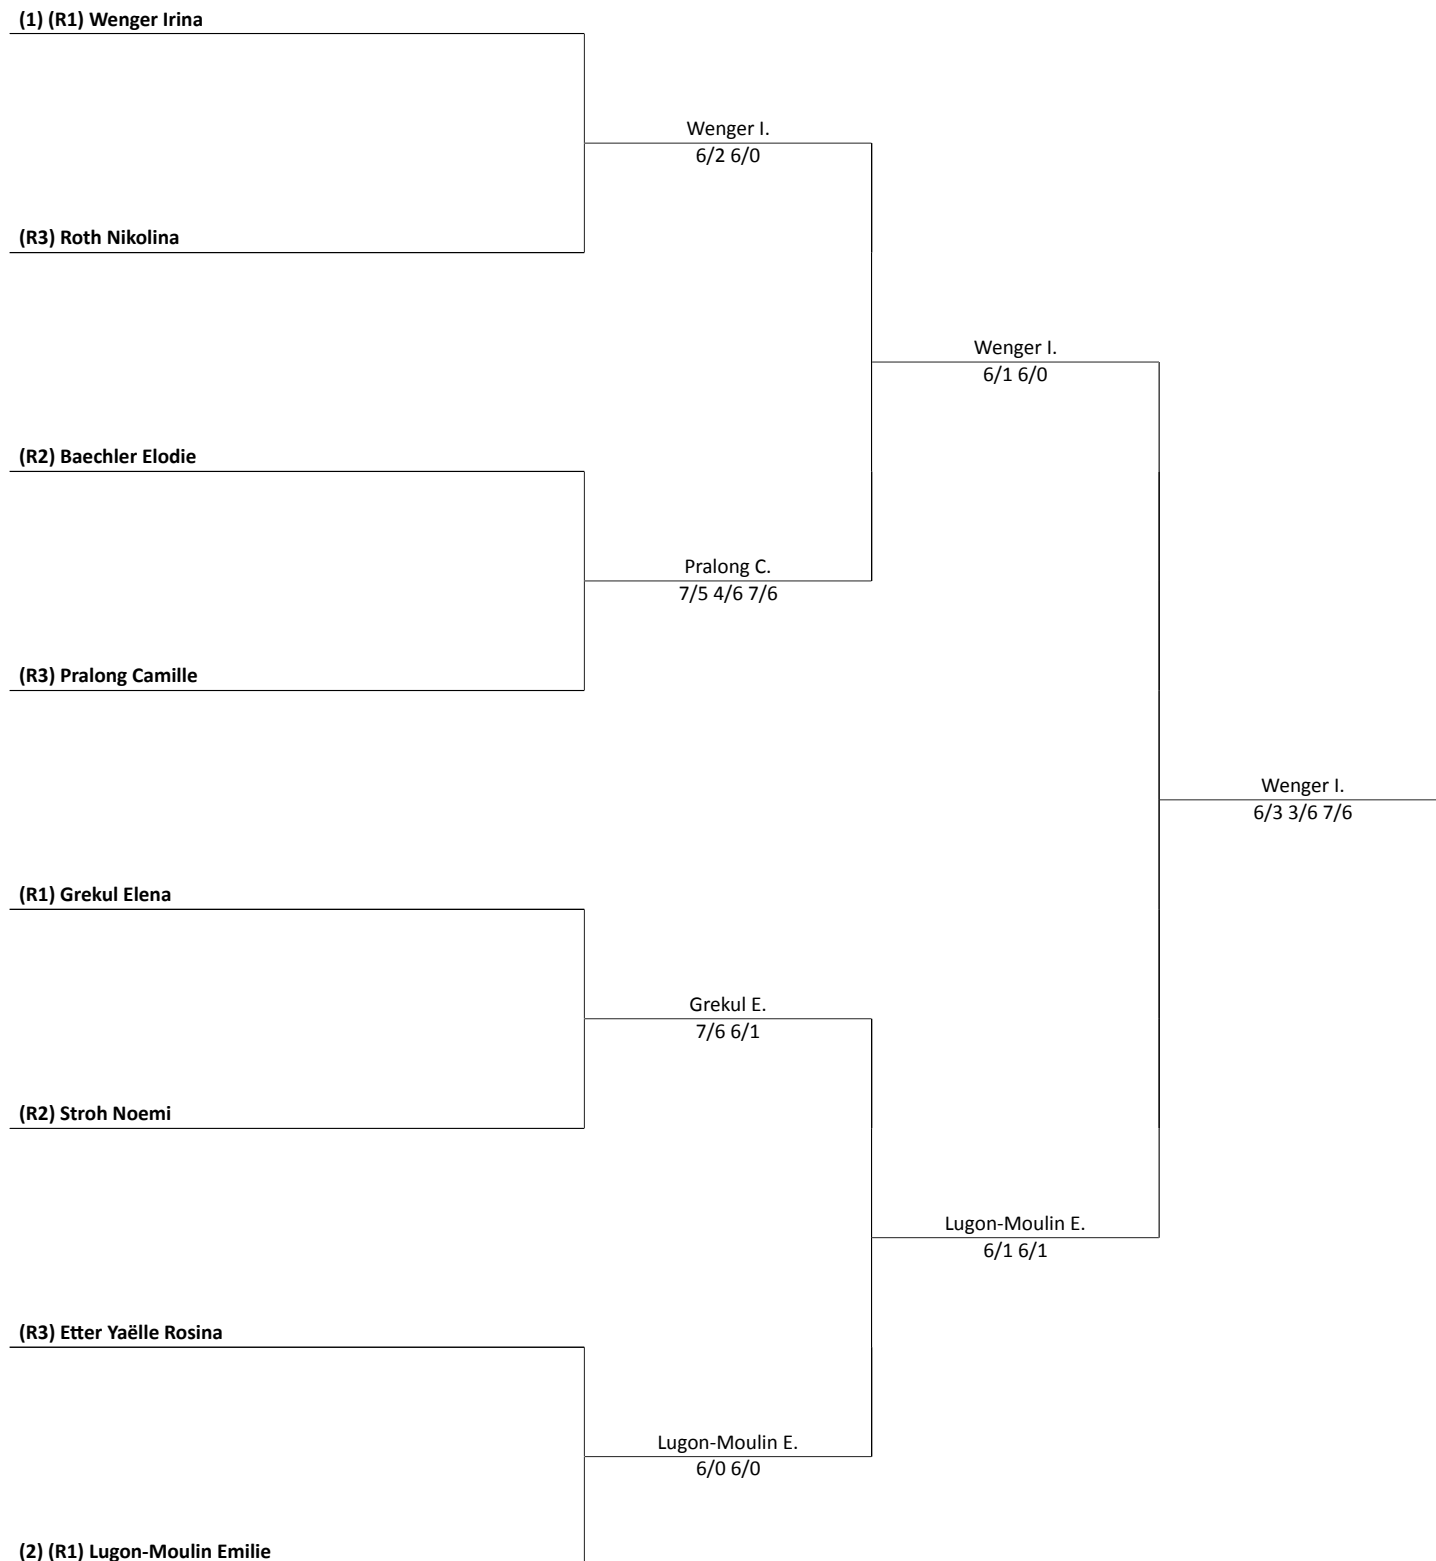 (1) (R1) Wenger Irina
Wenger I.
6/2 6/0
(R3) Roth Nikolina
Wenger I.
6/1 6/0
(R2) Baechler Elodie
Pralong C.
7/5 4/6 7/6
(R3) Pralong Camille
Wenger I.
6/3 3/6 7/6
(R1) Grekul Elena
Grekul E.
7/6 6/1
(R2) Stroh Noemi
Lugon-Moulin E.
6/1 6/1
(R3) Etter Yaëlle Rosina
Lugon-Moulin E.
6/0 6/0
(2) (R1) Lugon-Moulin Emilie